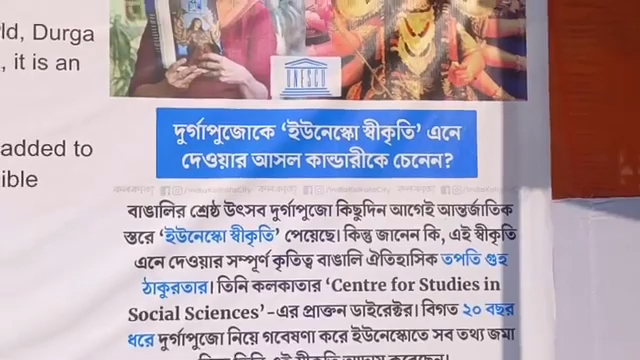 ld, Durga
, it is an
added to
ible
UNESCO
দুর্গাপুজোকে ‘ইউনেস্কো স্বীকৃতি’ এনে
দেওয়ার আসল কান্ডারীকে চেনেন?
বাঙালির শ্রেষ্ঠ উৎসব দুর্গাপুজো কিছুদিন আগেই আন্তর্জাতিক
স্তরে ‘ইউনেস্কো স্বীকৃতি’ পেয়েছে। কিন্তু জানেন কি, এই স্বীকৃতি
এনে দেওয়ার সম্পূর্ণ কৃতিত্ব বাঙালি ঐতিহাসিক তপতি গুহ
ঠাকুরতার। তিনি কলকাতার ‘Centre for Studies in
Social Sciences’-এর প্রাক্তন ডাইরেক্টর। বিগত ২০ বছর
ধরে দুর্গাপুজো নিয়ে গবেষণা করে ইউনেস্কোতে সব তথ্য জমা